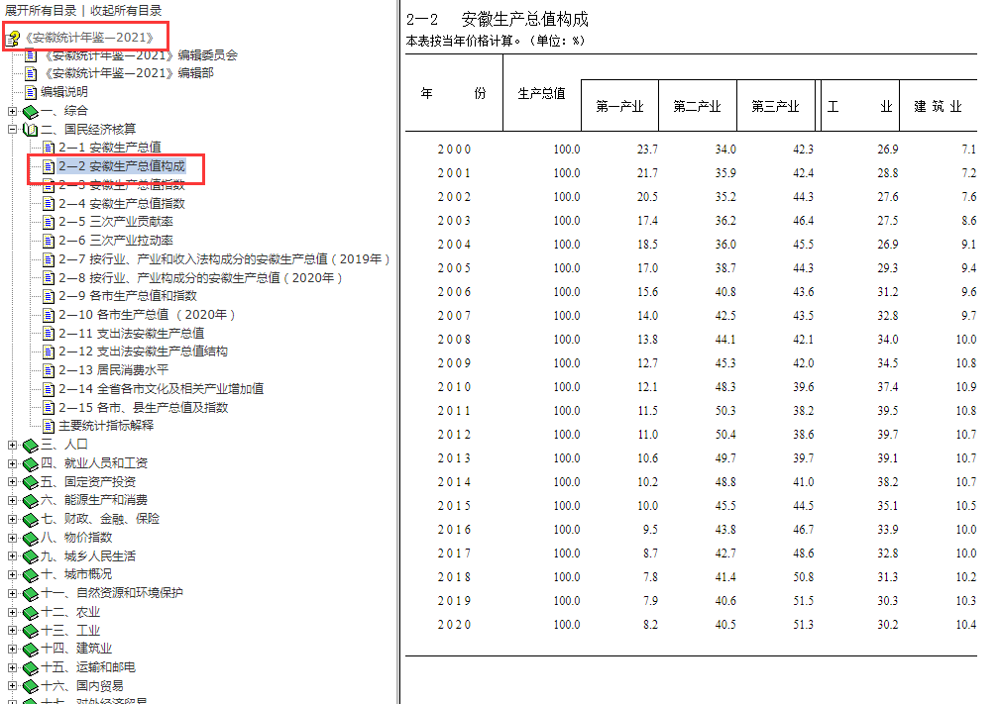 展开所有目录 | 收起所有目录
《安徽统计年鉴—2021》
《安徽统计年鉴—2021》编辑委员会
《安徽统计年鉴—2021》编辑部
编辑说明
一、综合
二、国民经济核算
2—1 安徽生产总值
2—2 安徽生产总值构成
2—3 安徽生产总值指数
2—4 安徽生产总值指数
2—5 三次产业贡献率
2—6 三次产业拉动率
2—7 按行业、产业和收入法构成分的安徽生产总值（2019年）
2—8 按行业、产业构成分的安徽生产总值（2020年）
2—9 各市生产总值和指数
2—10 各市生产总值 （2020年）
2—11 支出法安徽生产总值
2—12 支出法安徽生产总值结构
2—13 居民消费水平
2—14 全省各市文化及相关产业增加值
2—15 各市、县生产总值及指数
主要统计指标解释
三、人口
四、就业人员和工资
五、固定资产投资
六、能源生产和消费
七、财政、金融、保险
八、物价指数
九、城乡人民生活
十、城市概况
十一、自然资源和环境保护
十二、农业
十三、工业
十四、建筑业
十五、运输和邮电
十六、国内贸易
十七、对外经济贸易
2—2 安徽生产总值构成
本表按当年价格计算。（单位：%）
年 份 生产总值 第一产业 第二产业 第三产业 工 业 建 筑 业
2000 100.0 23.7 34.0 42.3 26.9 7.1
2001 100.0 21.7 35.9 42.4 28.8 7.2
2002 100.0 20.5 35.2 44.3 27.6 7.6
2003 100.0 17.4 36.2 46.4 27.5 8.6
2004 100.0 18.5 36.0 45.5 26.9 9.1
2005 100.0 17.0 38.7 44.3 29.3 9.4
2006 100.0 15.6 40.8 43.6 31.2 9.6
2007 100.0 14.0 42.5 43.5 32.8 9.7
2008 100.0 13.8 44.1 42.1 34.0 10.0
2009 100.0 12.7 45.3 42.0 34.5 10.8
2010 100.0 12.1 48.3 39.6 37.4 10.9
2011 100.0 11.5 50.3 38.2 39.5 10.8
2012 100.0 11.0 50.4 38.6 39.7 10.7
2013 100.0 10.6 49.7 39.7 39.1 10.7
2014 100.0 10.2 48.8 41.0 38.2 10.7
2015 100.0 10.0 45.5 44.5 35.1 10.5
2016 100.0 9.5 43.8 46.7 33.9 10.0
2017 100.0 8.7 42.7 48.6 32.8 10.0
2018 100.0 7.8 41.4 50.8 31.3 10.2
2019 100.0 7.9 40.6 51.5 30.3 10.3
2020 100.0 8.2 40.5 51.3 30.2 10.4